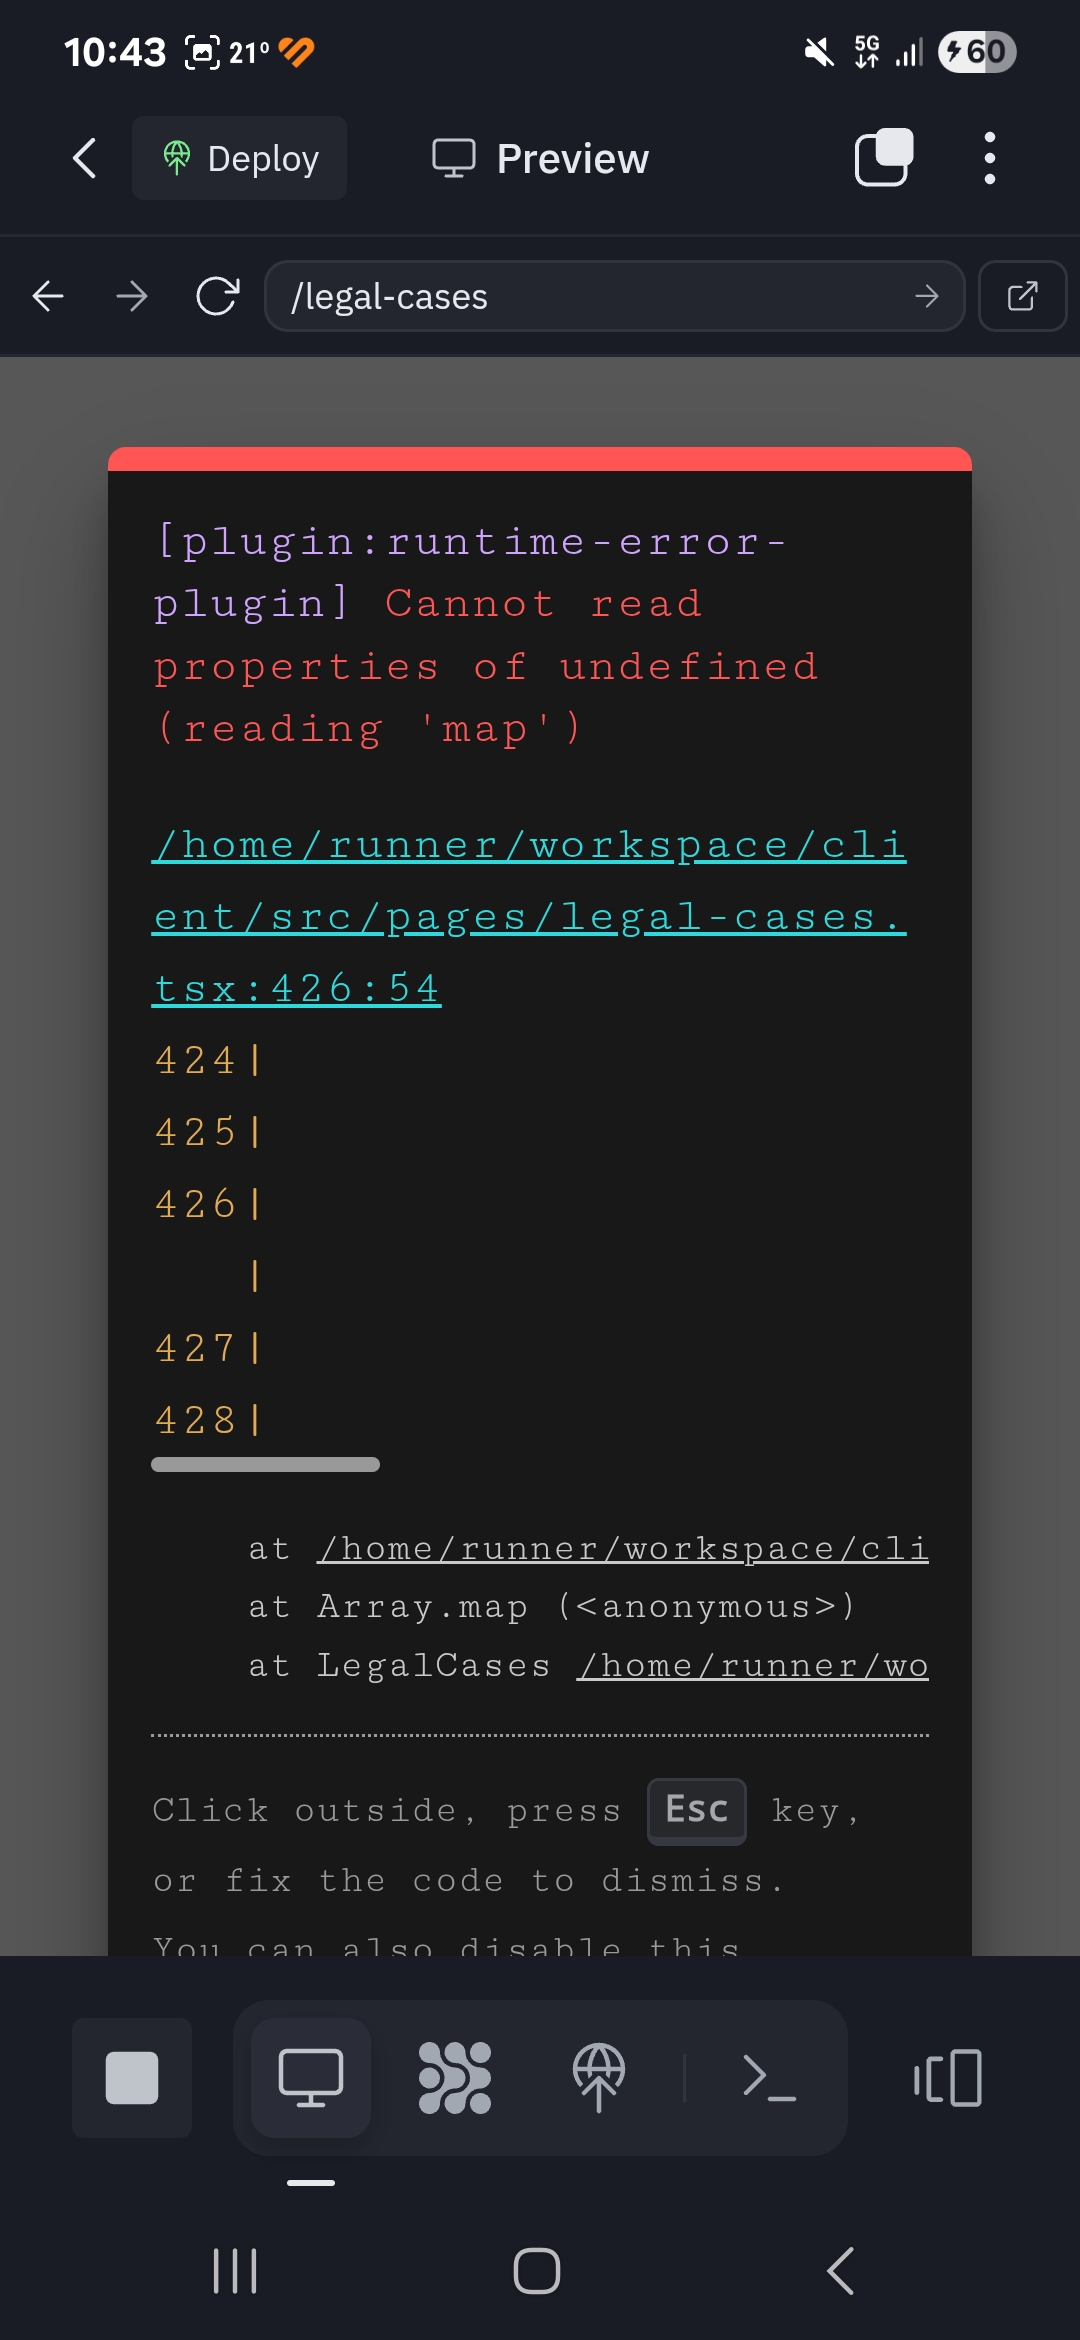 10:43 21° 5G 60
Deploy Preview
/legal-cases
[plugin:runtime-error-
plugin] Cannot read
properties of undefined
(reading 'map')
/home/runner/workspace/cli
ent/src/pages/legal-cases.
tsx:426:54
424|
425|
426|
|
427|
428|
at /home/runner/workspace/cli
at Array.map (<anonymous>)
at LegalCases /home/runner/wo
Click outside, press Esc key,
or fix the code to dismiss.
You can also disable this